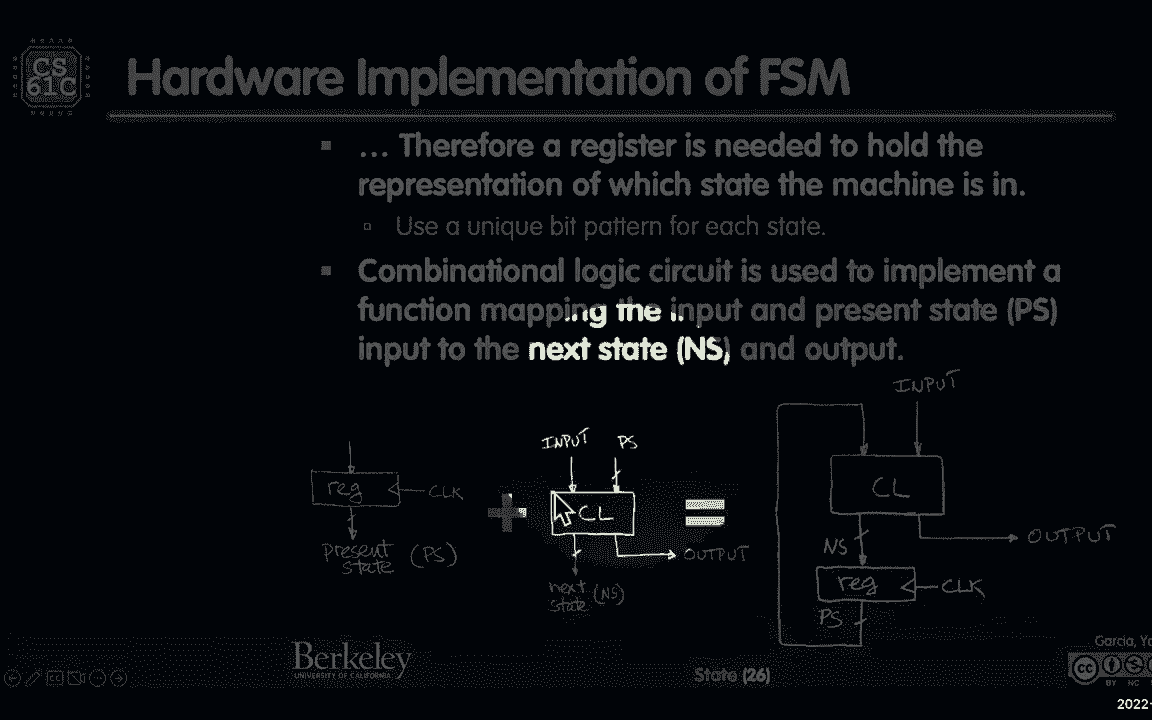 CS
61C
Hardware Implementation of FSM
… Therefore a register is needed to hold the
representation of which state the machine is in.
Use a unique bit pattern for each state.
Combinational logic circuit is used to implement a
function mapping the input and present state (PS)
input to the next state (NS) and output.
reg
CLK
present
state (PS)
+
INPUT PS
CL
OUTPUT
next
state (NS)
=
INPUT
CL
OUTPUT
NS
reg
CLK
PS
Berkeley
UNIVERSITY OF CALIFORNIA
State (26)
Garcia,
cc
BY NC
2022-